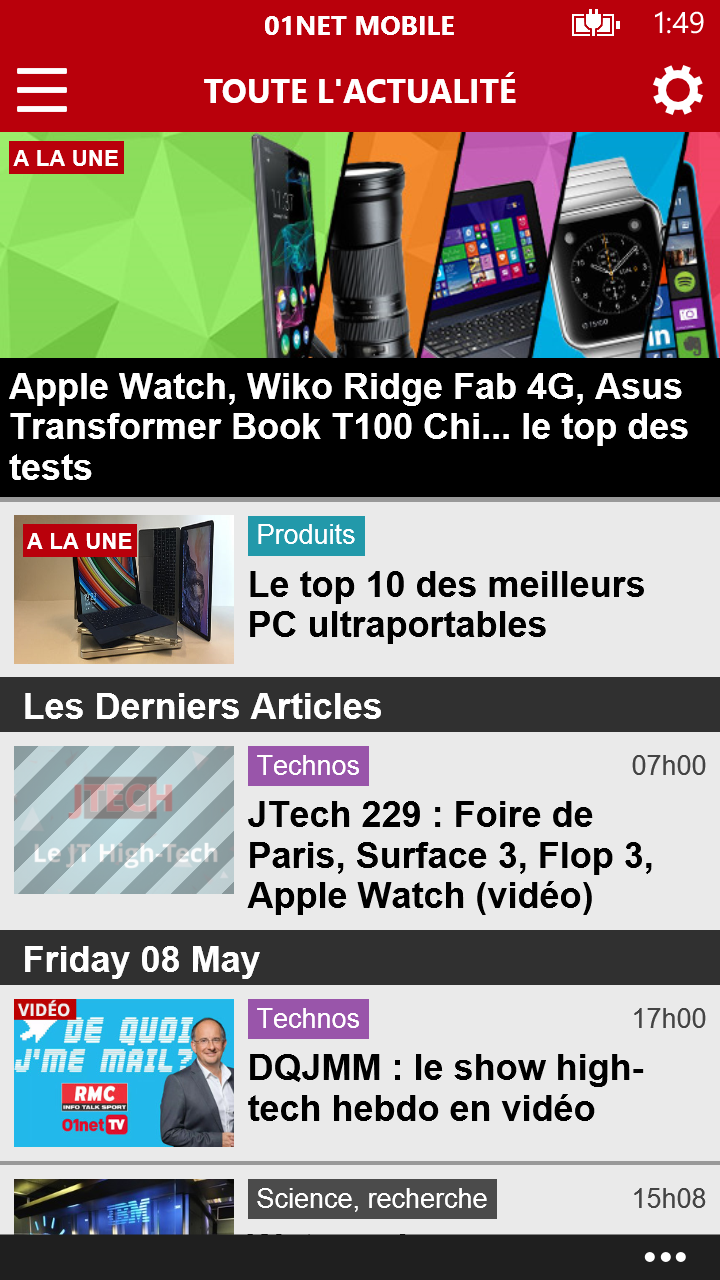 01NET MOBILE
1:49
TOUTE L'ACTUALITÉ
A LA UNE
11:37
Apple Watch, Wiko Ridge Fab 4G, Asus
Transformer Book T100 Chi... le top des
tests
A LA UNE
Produits
Le top 10 des meilleurs
PC ultraportables
Les Derniers Articles
JTECH
Le JT High-Tech
Technos
07h00
JTech 229 : Foire de
Paris, Surface 3, Flop 3,
Apple Watch (vidéo)
Friday 08 May
VIDÉO
DE QUOI
J'ME MAIL?
RMC
INFO TALK SPORT
01net TV
Technos
17h00
DQJMM : le show high-
tech hebdo en vidéo
IBM
Science, recherche
15h08